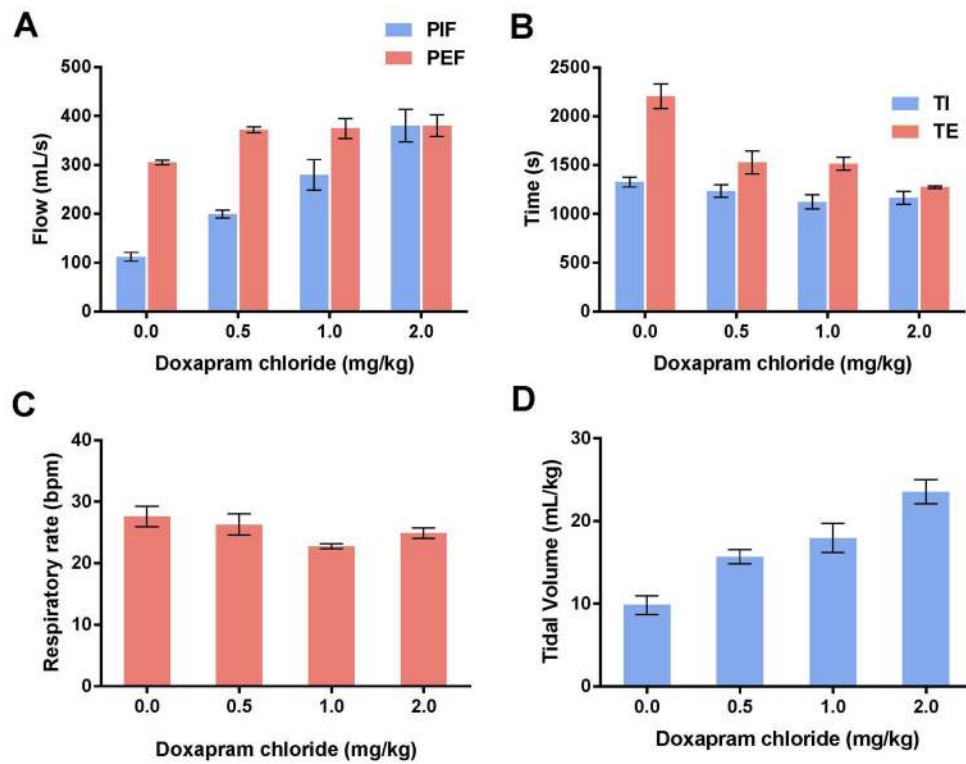 A
PIF
PEF
500
400
300
200
100
0
Flow (mL/s)
0.0 0.5 1.0 2.0
Doxapram chloride (mg/kg)
B
TI
TE
2500
2000
1500
1000
500
0
Time (s)
0.0 0.5 1.0 2.0
Doxapram chloride (mg/kg)
C
40
30
20
10
0
Respiratory rate (bpm)
0.0 0.5 1.0 2.0
Doxapram chloride (mg/kg)
D
30
20
10
0
Tidal Volume (mL/kg)
0.0 0.5 1.0 2.0
Doxapram chloride (mg/kg)